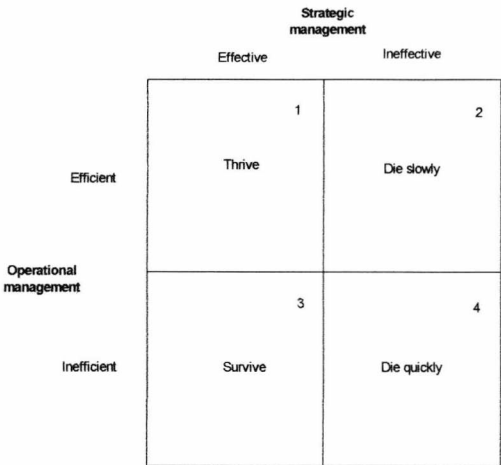 Strategic
management
Effective
Ineffective
1
2
Efficient
Thrive
Die slowly
Operational
management
3
4
Inefficient
Survive
Die quickly